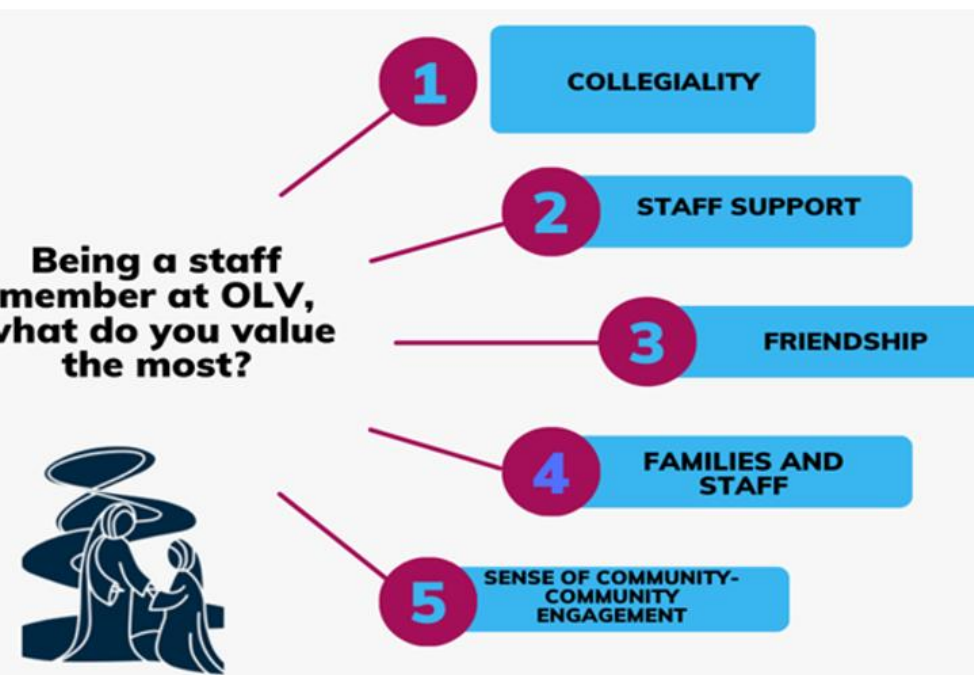 1
COLLEGIALITY
2
STAFF SUPPORT
Being a staff
member at OLV,
what do you value
the most?
3
FRIENDSHIP
4
FAMILIES AND
STAFF
5
SENSE OF COMMUNITY-
COMMUNITY
ENGAGEMENT